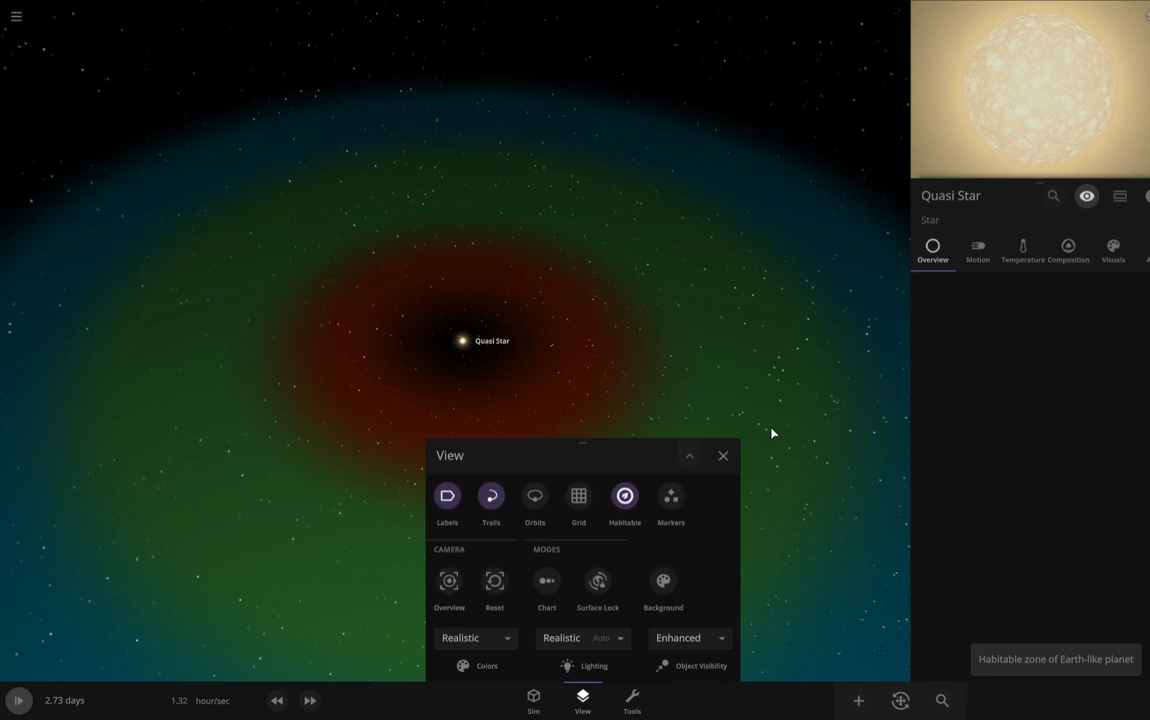 Quasi Star
Star
Overview Motion Temperature Composition Visuals
Quasi Star
View
Labels Trails Orbits Grid Habitable Markers
CAMERA MODES
Overview Reset Chart Surface Lock Background
Realistic Realistic Auto Enhanced
Colors Lighting Object Visibility
Habitable zone of Earth-like planet
2.73 days 1.32 hour/sec Sim View Tools